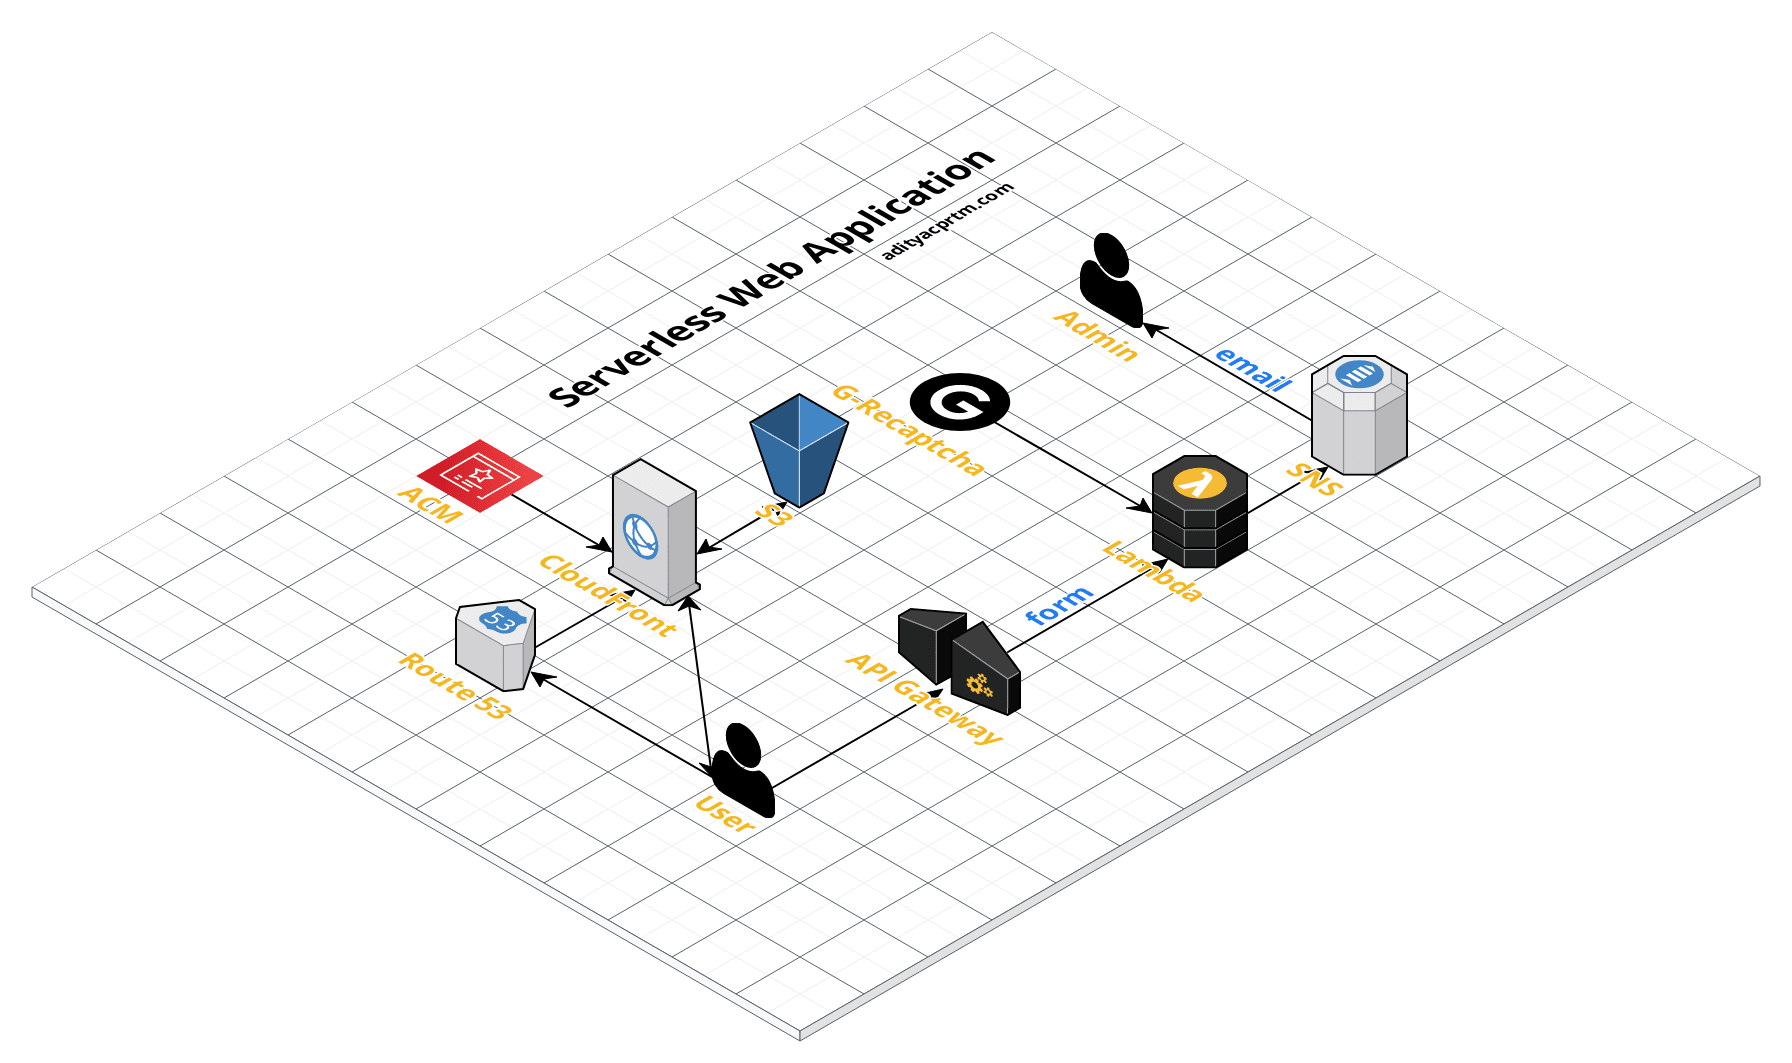 Serverless Web Application
adityacprtm.com
Admin
email
G-Recaptcha
SNS
ACM
S3
CloudFront
Lambda
form
53
Route 53
API Gateway
User